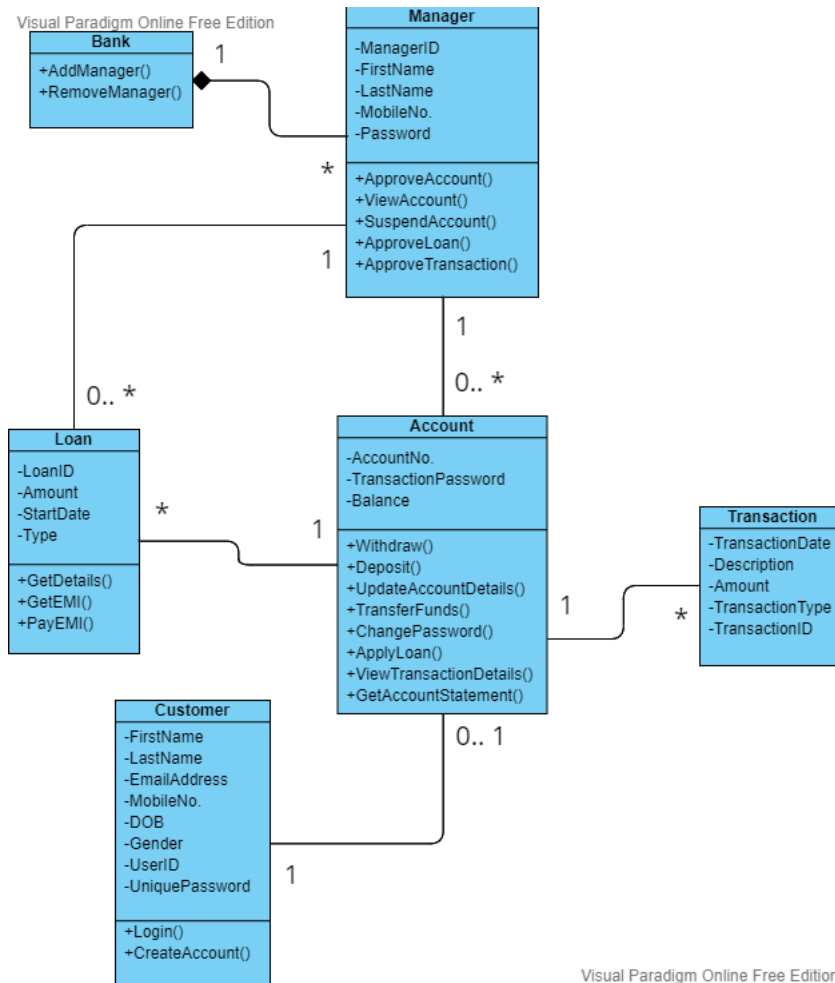 Visual Paradigm Online Free Edition
Bank
+AddManager()
+RemoveManager()
1
Manager
-ManagerID
-FirstName
-LastName
-MobileNo.
-Password
+ApproveAccount()
+ViewAccount()
+SuspendAccount()
+ApproveLoan()
+ApproveTransaction()
*
1
1
0.. *
0.. *
Loan
-LoanID
-Amount
-StartDate
-Type
+GetDetails()
+GetEMI()
+PayEMI()
*
1
Account
-AccountNo.
-TransactionPassword
-Balance
+Withdraw()
+Deposit()
+UpdateAccountDetails()
+TransferFunds()
+ChangePassword()
+ApplyLoan()
+ViewTransactionDetails()
+GetAccountStatement()
1
*
Transaction
-TransactionDate
-Description
-Amount
-TransactionType
-TransactionID
0.. 1
1
Customer
-FirstName
-LastName
-EmailAddress
-MobileNo.
-DOB
-Gender
-UserID
-UniquePassword
+Login()
+CreateAccount()
Visual Paradigm Online Free Edition